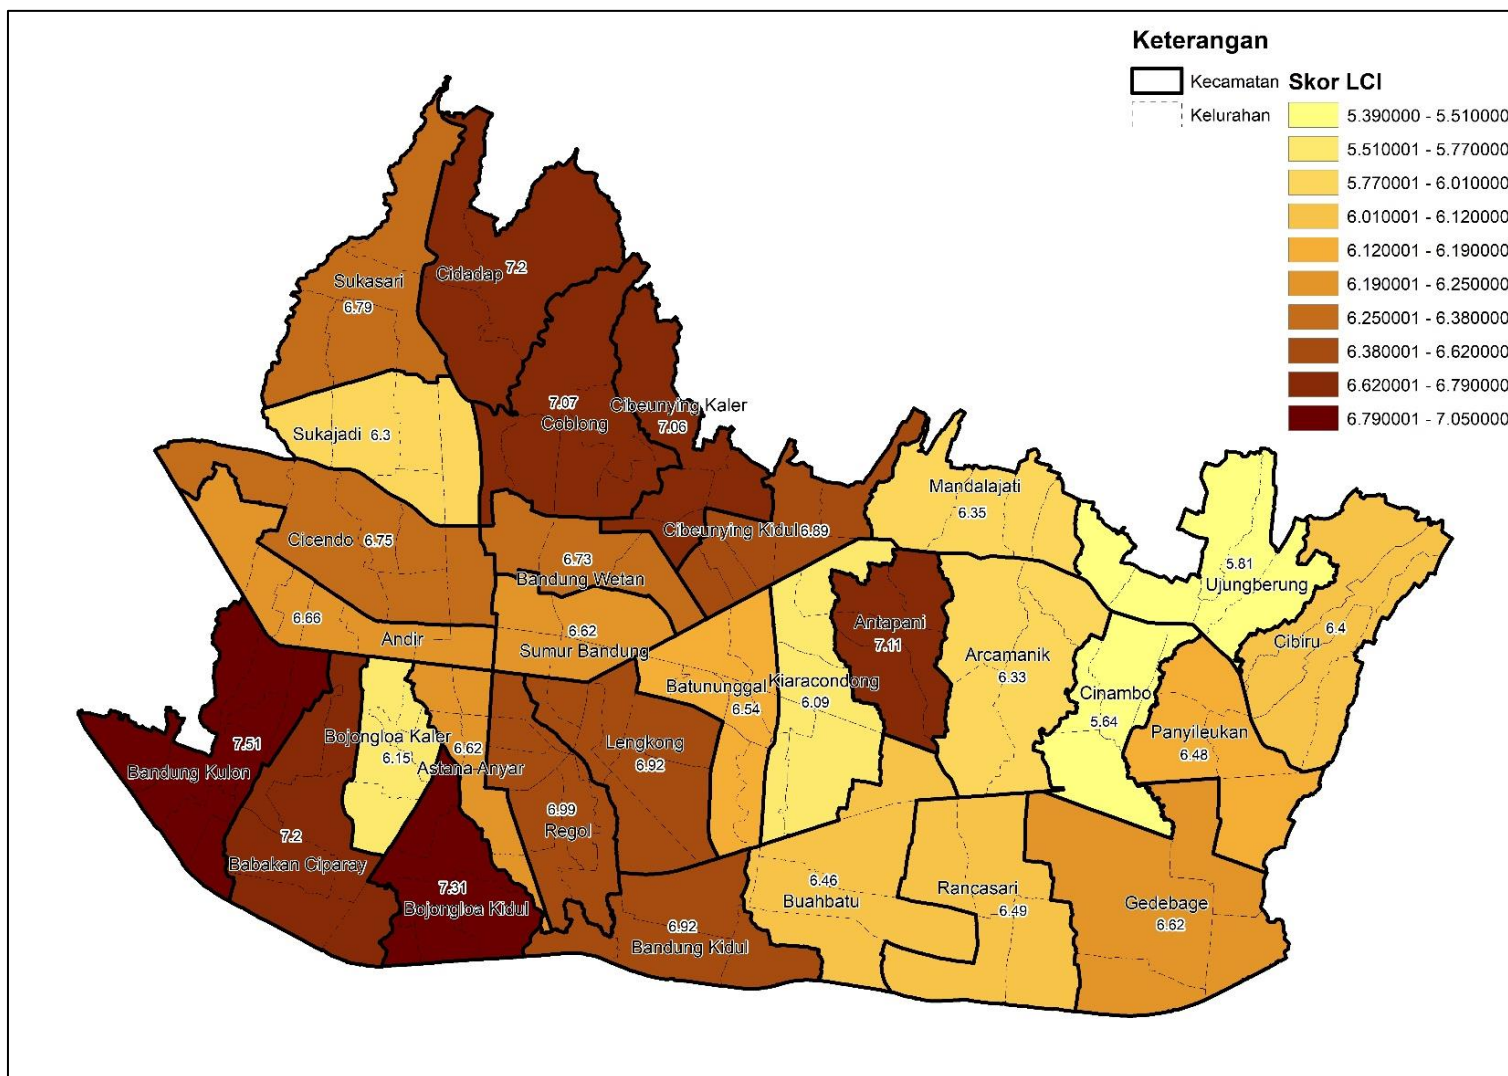 Keterangan
Kecamatan
Kelurahan
Skor LCI
5.390000 - 5.510000
5.510001 - 5.770000
5.770001 - 6.010000
6.010001 - 6.120000
6.120001 - 6.190000
6.190001 - 6.250000
6.250001 - 6.380000
6.380001 - 6.620000
6.620001 - 6.790000
6.790001 - 7.050000
Sukasari
6.79
Cidadap 7.2
7.07
Coblong
Cibeunying Kaler
7.06
Sukajadi 6.3
Mandalajati
6.35
Cicendo 6.75
6.73
Bandung Wetan
Cibeunying Kidul 6.89
5.81
Ujungberung
6.66
Andir
6.62
Sumur Bandung
Antapani
7.11
Arcamanik
6.33
6.4
Cibiru
Batununggal
6.54
Kiaracondong
6.09
Cinambo
5.64
Panyileukan
6.48
7.51
Bandung Kulon
Bojongloa Kaler
6.15
6.62
Astana Anyar
Lengkong
6.92
6.99
Regol
7.2
Babakan Ciparay
7.31
Bojongloa Kidul
6.92
Bandung Kidul
6.46
Buahbatu
Rancasari
6.49
Gedebage
6.62